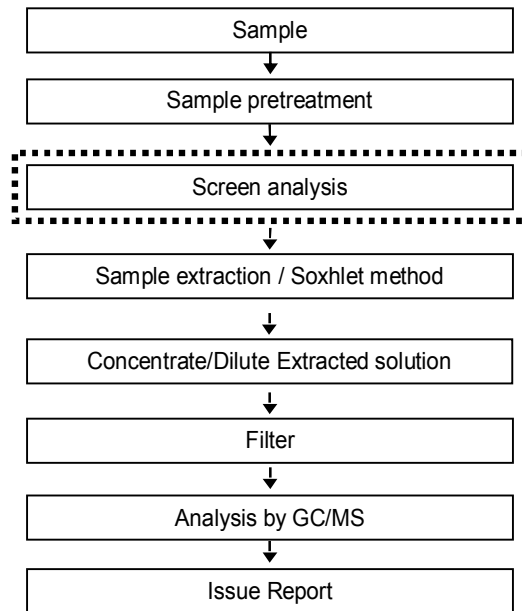 Sample
Sample pretreatment
Screen analysis
Sample extraction / Soxhlet method
Concentrate/Dilute Extracted solution
Filter
Analysis by GC/MS
Issue Report